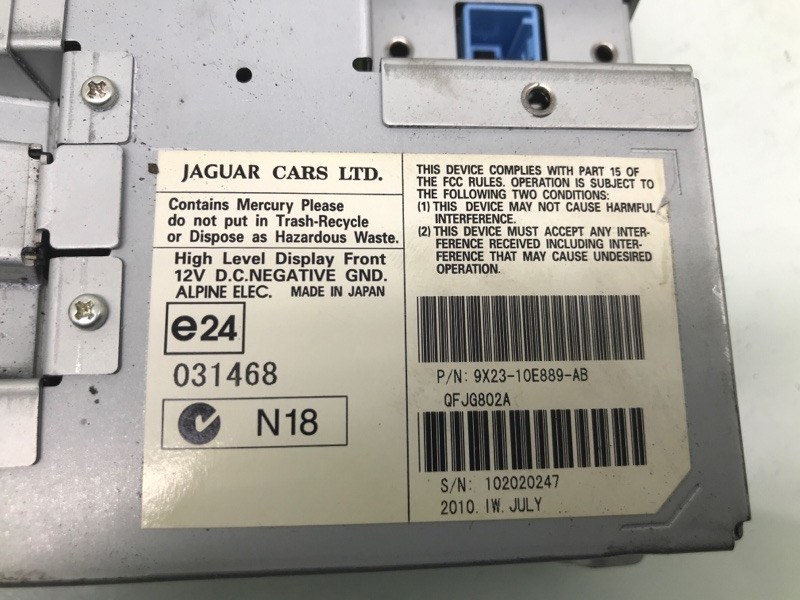 JAGUAR CARS LTD.
Contains Mercury Please
do not put in Trash-Recycle
or Dispose as Hazardous Waste.
High Level Display Front
12V D.C.NEGATIVE GND.
ALPINE ELEC. MADE IN JAPAN
e24
031468
N18
THIS DEVICE COMPLIES WITH PART 15 OF
THE FCC RULES. OPERATION IS SUBJECT TO
THE FOLLOWING TWO CONDITIONS:
(1) THIS DEVICE MAY NOT CAUSE HARMFUL
INTERFERENCE.
(2) THIS DEVICE MUST ACCEPT ANY INTER-
FERENCE RECEIVED INCLUDING INTER-
FERENCE THAT MAY CAUSE UNDESIRED
OPERATION.
P/N: 9X23-10E889-AB
QFJG802A
S/N: 102020247
2010. IW. JULY